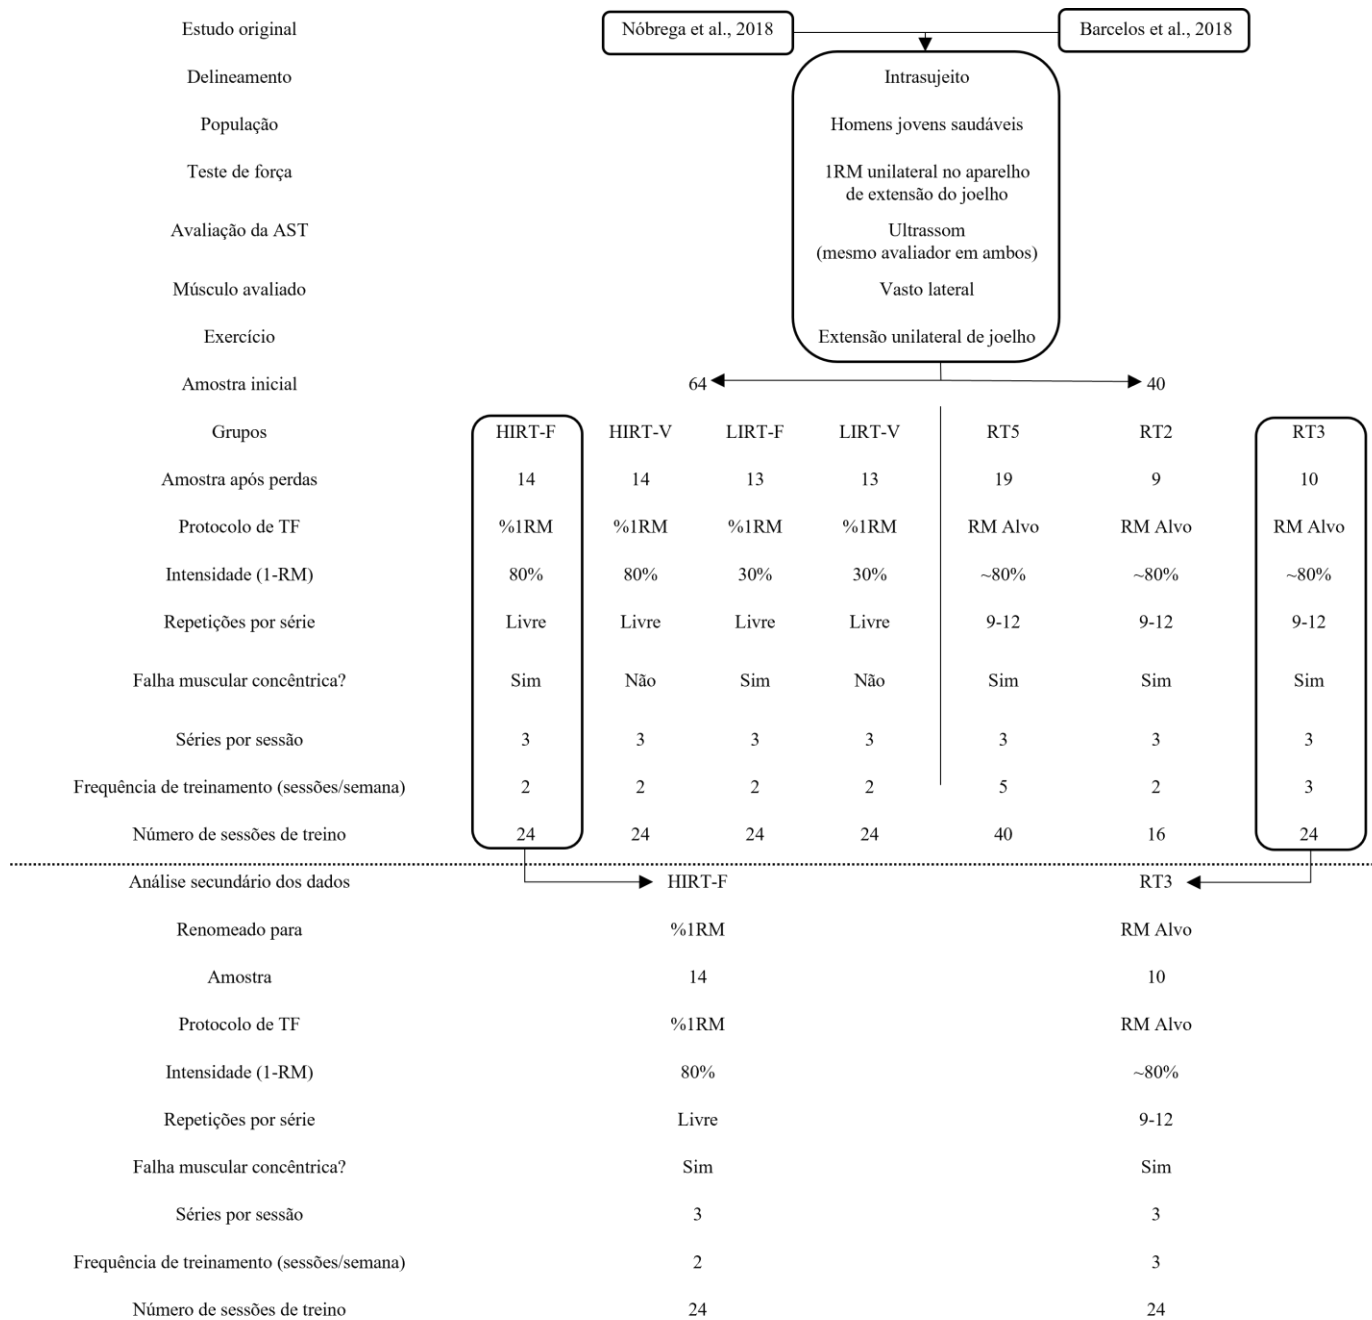 Estudo original Nóbrega et al., 2018 Barcelos et al., 2018
Delineamento Intrasujeito
População Homens jovens saudáveis
Teste de força 1RM unilateral no aparelho
de extensão do joelho
Avaliação da AST Ultrassom
(mesmo avaliador em ambos)
Músculo avaliado Vasto lateral
Exercício Extensão unilateral de joelho
Amostra inicial 64 40
Grupos HIRT-F HIRT-V LIRT-F LIRT-V RT5 RT2 RT3
Amostra após perdas 14 14 13 13 19 9 10
Protocolo de TF %1RM %1RM %1RM %1RM RM Alvo RM Alvo RM Alvo
Intensidade (1-RM) 80% 80% 30% 30% ~80% ~80% ~80%
Repetições por série Livre Livre Livre Livre 9-12 9-12 9-12
Falha muscular concêntrica? Sim Não Sim Não Sim Sim Sim
Séries por sessão 3 3 3 3 3 3 3
Frequência de treinamento (sessões/semana) 2 2 2 2 5 2 3
Número de sessões de treino 24 24 24 24 40 16 24
Análise secundário dos dados HIRT-F RT3
Renomeado para %1RM RM Alvo
Amostra 14 10
Protocolo de TF %1RM RM Alvo
Intensidade (1-RM) 80% ~80%
Repetições por série Livre 9-12
Falha muscular concêntrica? Sim Sim
Séries por sessão 3 3
Frequência de treinamento (sessões/semana) 2 3
Número de sessões de treino 24 24